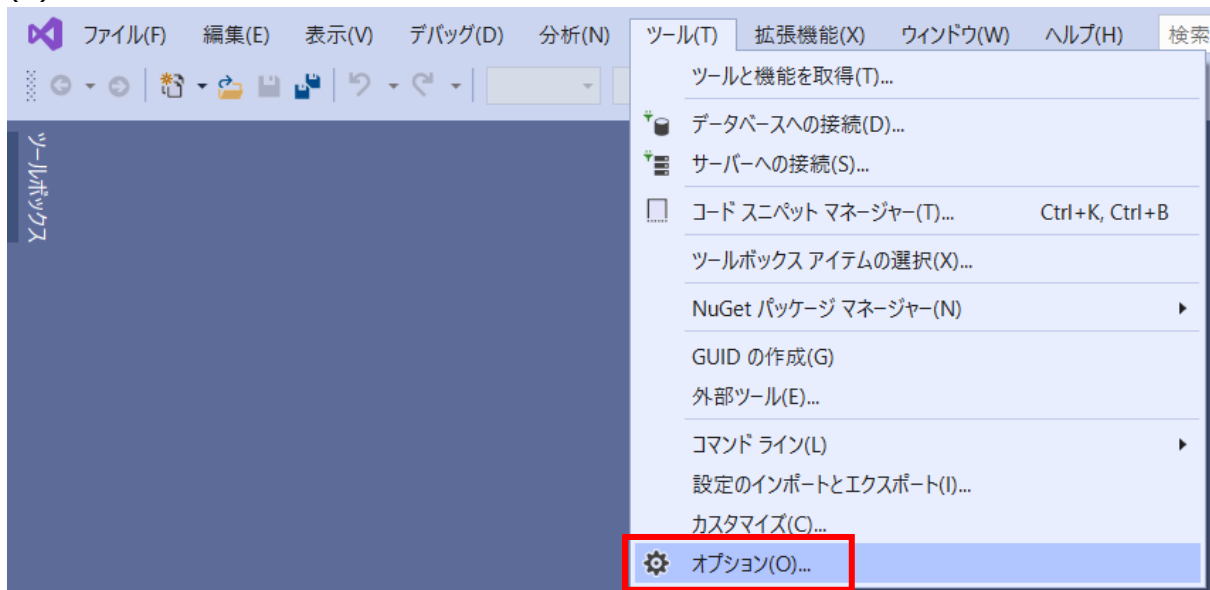 ファイル(F) 編集(E) 表示(V) デバッグ(D) 分析(N) ツール(T) 拡張機能(X) ウィンドウ(W) ヘルプ(H) 検索
ツールボックス
ツールと機能を取得(T)...
データベースへの接続(D)...
サーバーへの接続(S)...
コード スニペット マネージャー(T)... Ctrl+K, Ctrl+B
ツールボックス アイテムの選択(X)...
NuGet パッケージ マネージャー(N)
GUID の作成(G)
外部ツール(E)...
コマンド ライン(L)
設定のインポートとエクスポート(I)...
カスタマイズ(C)...
オプション(O)...